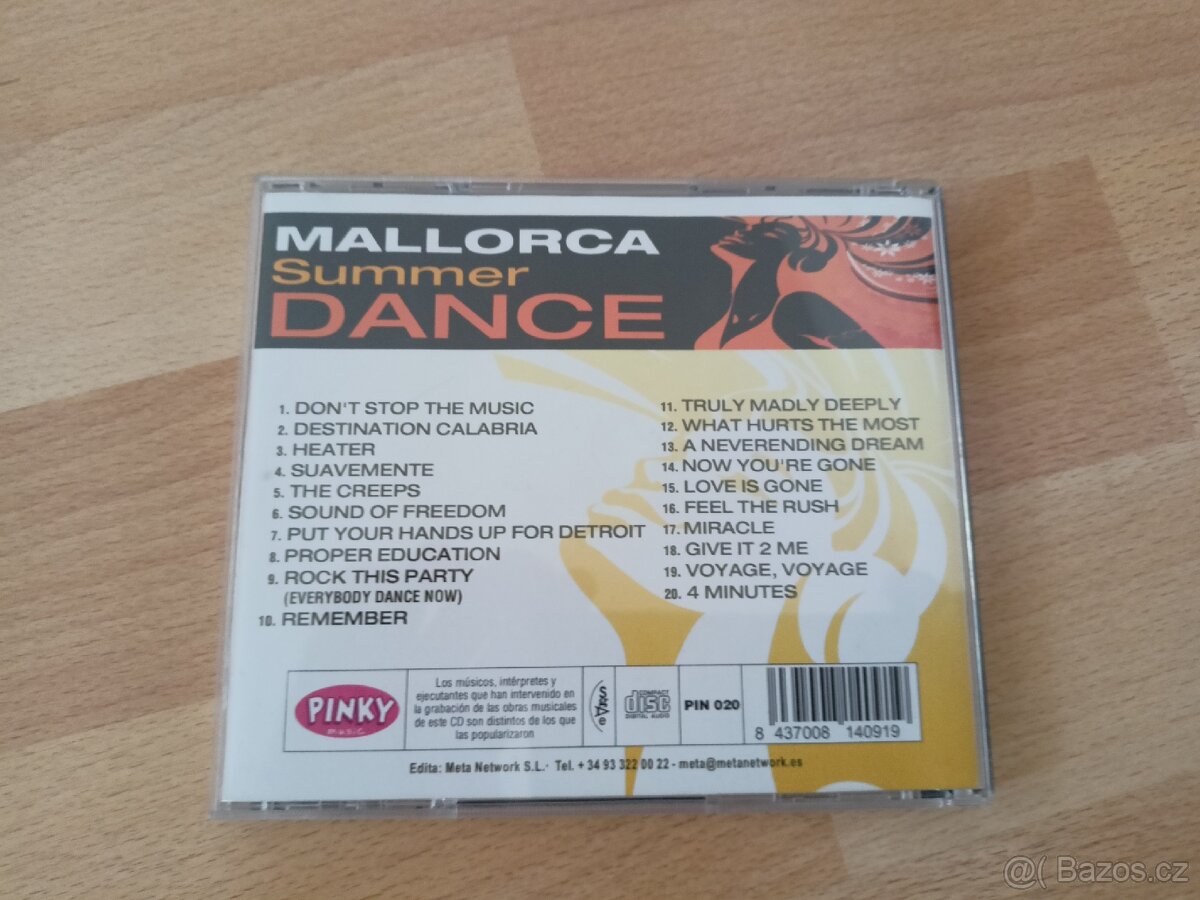 MALLORCA
Summer
DANCE
1. DON'T STOP THE MUSIC
2. DESTINATION CALABRIA
3. HEATER
4. SUAVEMENTE
5. THE CREEPS
6. SOUND OF FREEDOM
7. PUT YOUR HANDS UP FOR DETROIT
8. PROPER EDUCATION
9. ROCK THIS PARTY
(EVERYBODY DANCE NOW)
10. REMEMBER
11. TRULY MADLY DEEPLY
12. WHAT HURTS THE MOST
13. A NEVERENDING DREAM
14. NOW YOU'RE GONE
15. LOVE IS GONE
16. FEEL THE RUSH
17. MIRACLE
18. GIVE IT 2 ME
19. VOYAGE, VOYAGE
20. 4 MINUTES
PINKY
music
Los músicos, intérpretes y
ejecutantes que han intervenido en
la grabación de las obras musicales
de este CD son distintos de los que
las popularizaron
sgae
COMPACT
disc
DIGITAL AUDIO
PIN 020
8 437008 140919
Edita: Meta Network S.L.· Tel. + 34 93 322 00 22 - meta@metanetwork.es
@( Bazos.cz